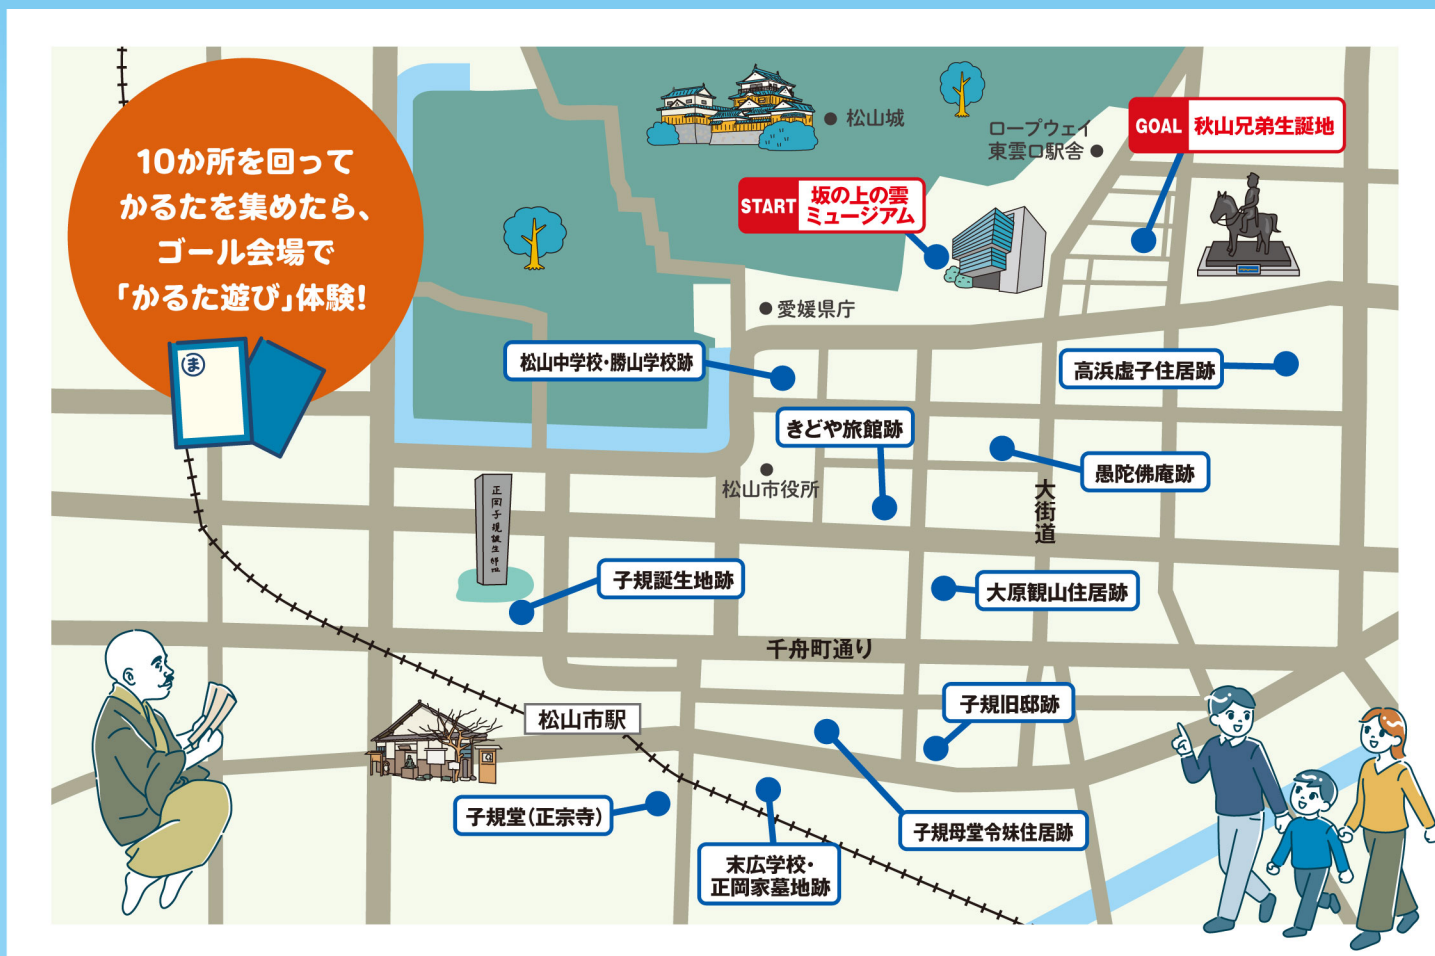 10か所を回って
かるたを集めたら、
ゴール会場で
「かるた遊び」体験!
ま
松山城
ロープウェイ
東雲口駅舎
GOAL 秋山兄弟生誕地
START 坂の上の雲
ミュージアム
愛媛県庁
松山中学校・勝山学校跡
高浜虚子住居跡
きどや旅館跡
愚陀佛庵跡
松山市役所
大街道
正岡子規誕生邸址
子規誕生地跡
大原観山住居跡
千舟町通り
子規旧邸跡
松山市駅
子規堂(正宗寺)
子規母堂令妹住居跡
末広学校・
正岡家墓地跡